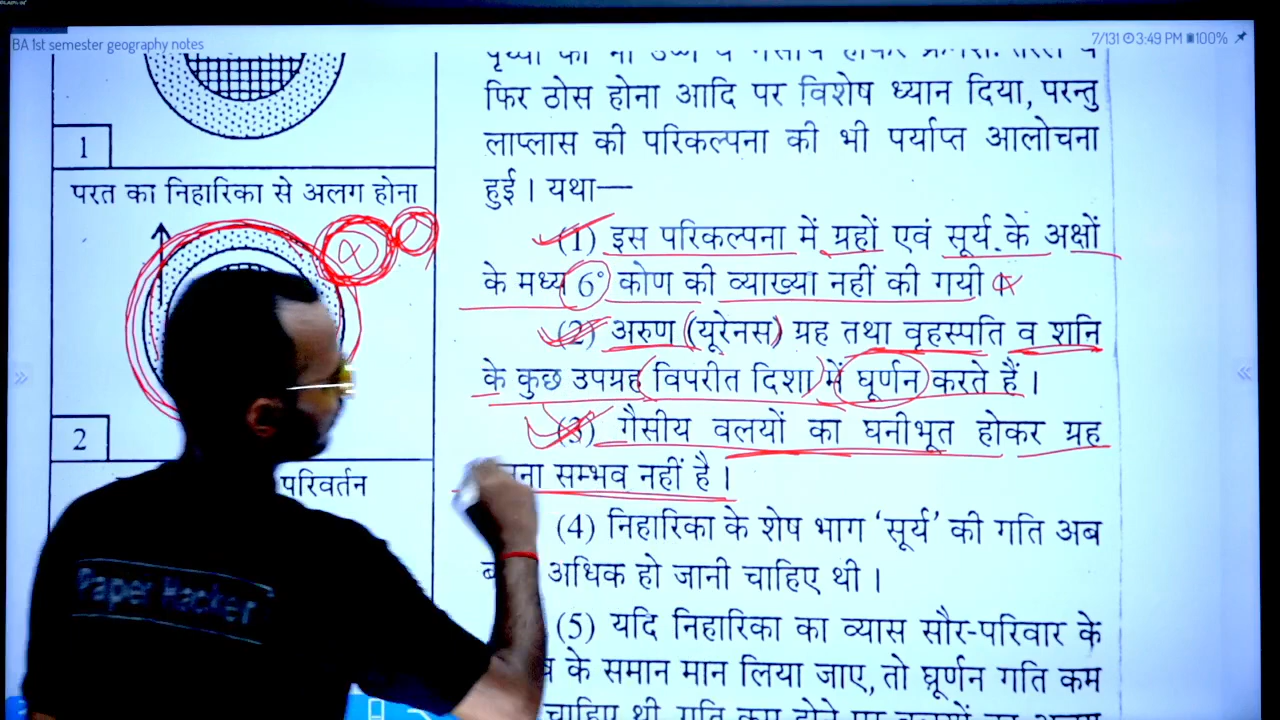 BA 1st semester geography notes
7/131 3:49 PM 100%
1
परत का निहारिका से अलग होना
2
परिवर्तन
फिर ठोस होना आदि पर विशेष ध्यान दिया, परन्तु
लाप्लास की परिकल्पना की भी पर्याप्त आलोचना
हुई। यथा—
(1) इस परिकल्पना में ग्रहों एवं सूर्य के अक्षों
के मध्य 6° कोण की व्याख्या नहीं की गयी
(2) अरुण (यूरेनस) ग्रह तथा वृहस्पति व शनि
के कुछ उपग्रह विपरीत दिशा में घूर्णन करते हैं।
(3) गैसीय वलयों का घनीभूत होकर ग्रह
सम्भव नहीं है।
(4) निहारिका के शेष भाग ‘सूर्य’ की गति अब
अधिक हो जानी चाहिए थी।
(5) यदि निहारिका का व्यास सौर-परिवार के
के समान मान लिया जाए, तो घूर्णन गति कम
चाहिए थी
Paper Hacker